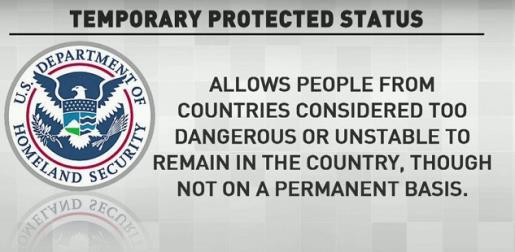 TEMPORARY PROTECTED STATUS
U.S. DEPARTMENT OF
HOMELAND SECURITY
ALLOWS PEOPLE FROM
COUNTRIES CONSIDERED TOO
DANGEROUS OR UNSTABLE TO
REMAIN IN THE COUNTRY, THOUGH
NOT ON A PERMANENT BASIS.